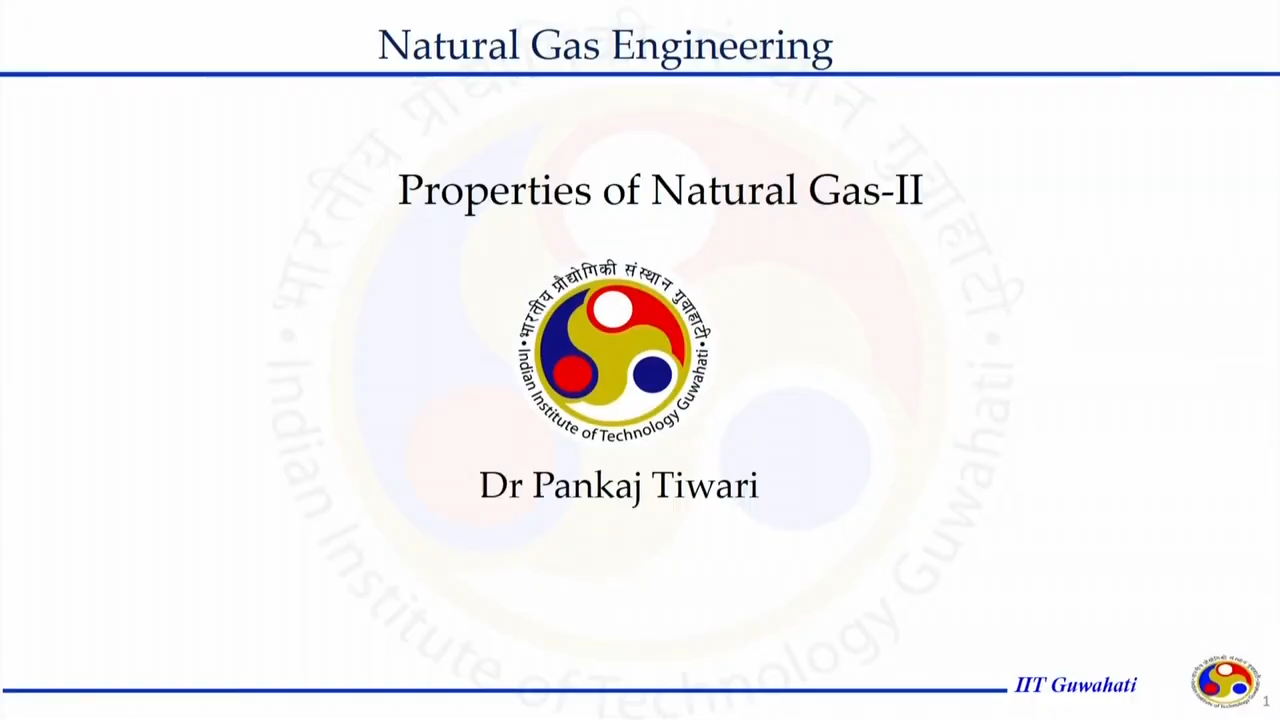 Natural Gas Engineering
Properties of Natural Gas-II
भारतीय प्रौद्योगिकी संस्थान गुवाहाटी
Indian Institute of Technology Guwahati
Dr Pankaj Tiwari
IIT Guwahati
1